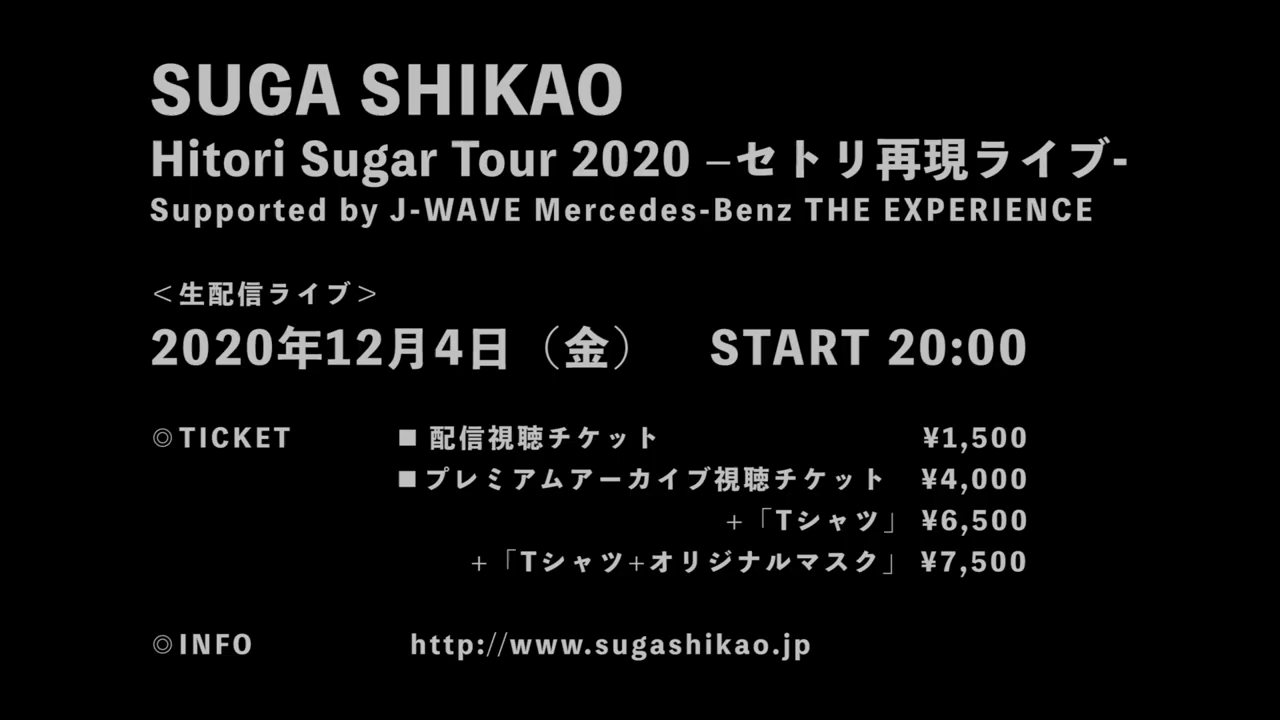 SUGA SHIKAO
Hitori Sugar Tour 2020 –セトリ再現ライブ-
Supported by J-WAVE Mercedes-Benz THE EXPERIENCE
＜生配信ライブ＞
2020年12月4日（金） START 20:00
◎TICKET ■ 配信視聴チケット ¥1,500
■プレミアムアーカイブ視聴チケット ¥4,000
+「Tシャツ」 ¥6,500
+「Tシャツ+オリジナルマスク」 ¥7,500
◎INFO http://www.sugashikao.jp